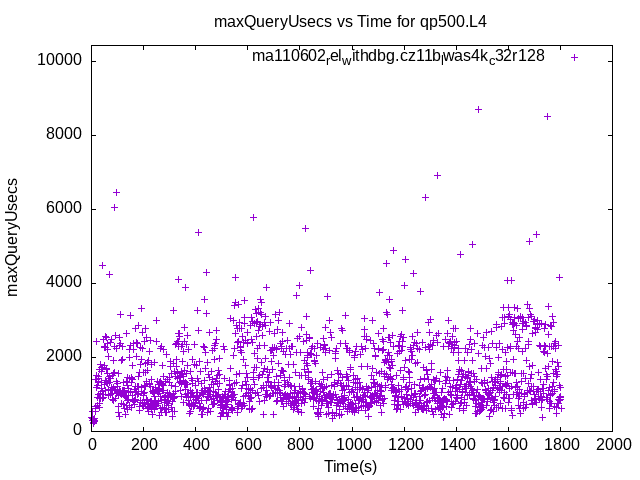 maxQueryUsecs vs Time for qp500.L4
ma110602_rel_withdbg.cz11b_lwas4k_c32r128
maxQueryUsecs
10000
8000
6000
4000
2000
0
0 200 400 600 800 1000 1200 1400 1600 1800 2000
Time(s)